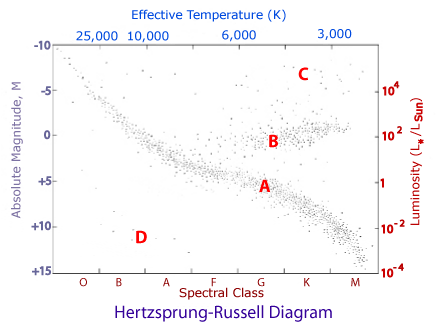 Effective Temperature (K)
25,000 10,000 6,000 3,000
Absolute Magnitude, M
-10
-5
0
+5
+10
+15
C
B
A
D
10⁴
10²
1
10⁻²
10⁻⁴
Luminosity (L*/LSun)
O B A F G K M
Spectral Class
Hertzsprung-Russell Diagram